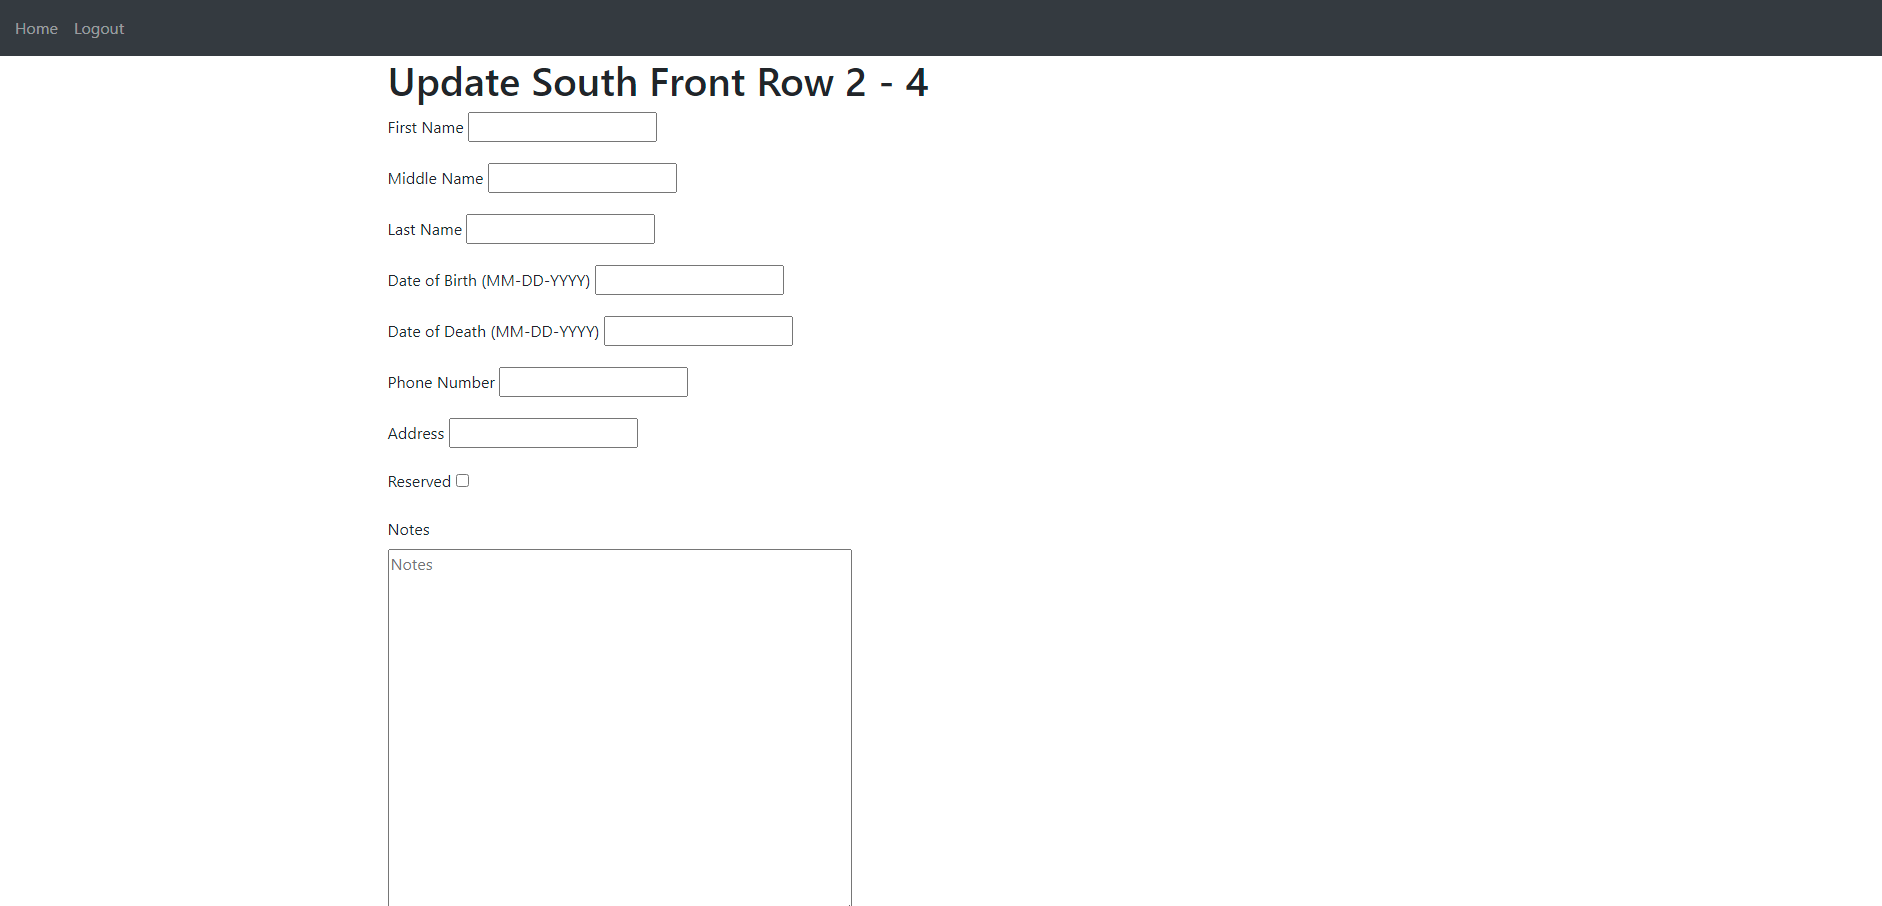 Home Logout
Update South Front Row 2 - 4
First Name
Middle Name
Last Name
Date of Birth (MM-DD-YYYY)
Date of Death (MM-DD-YYYY)
Phone Number
Address
Reserved
Notes
Notes